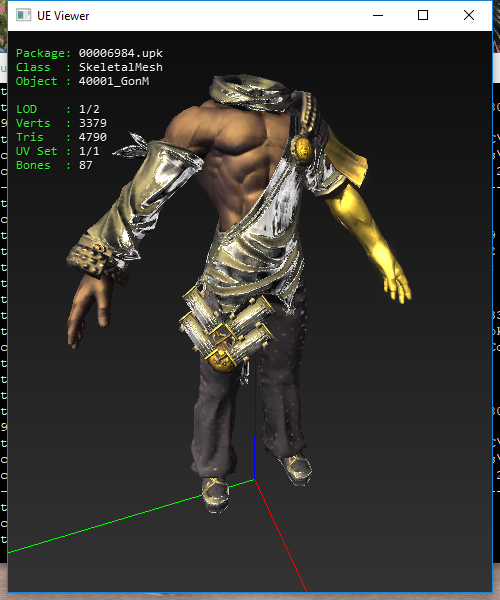 UE Viewer
Package: 00006984.upk
Class : SkeletalMesh
Object : 40001_GonM
LOD : 1/2
Verts : 3379
Tris : 4790
UV Set : 1/1
Bones : 87